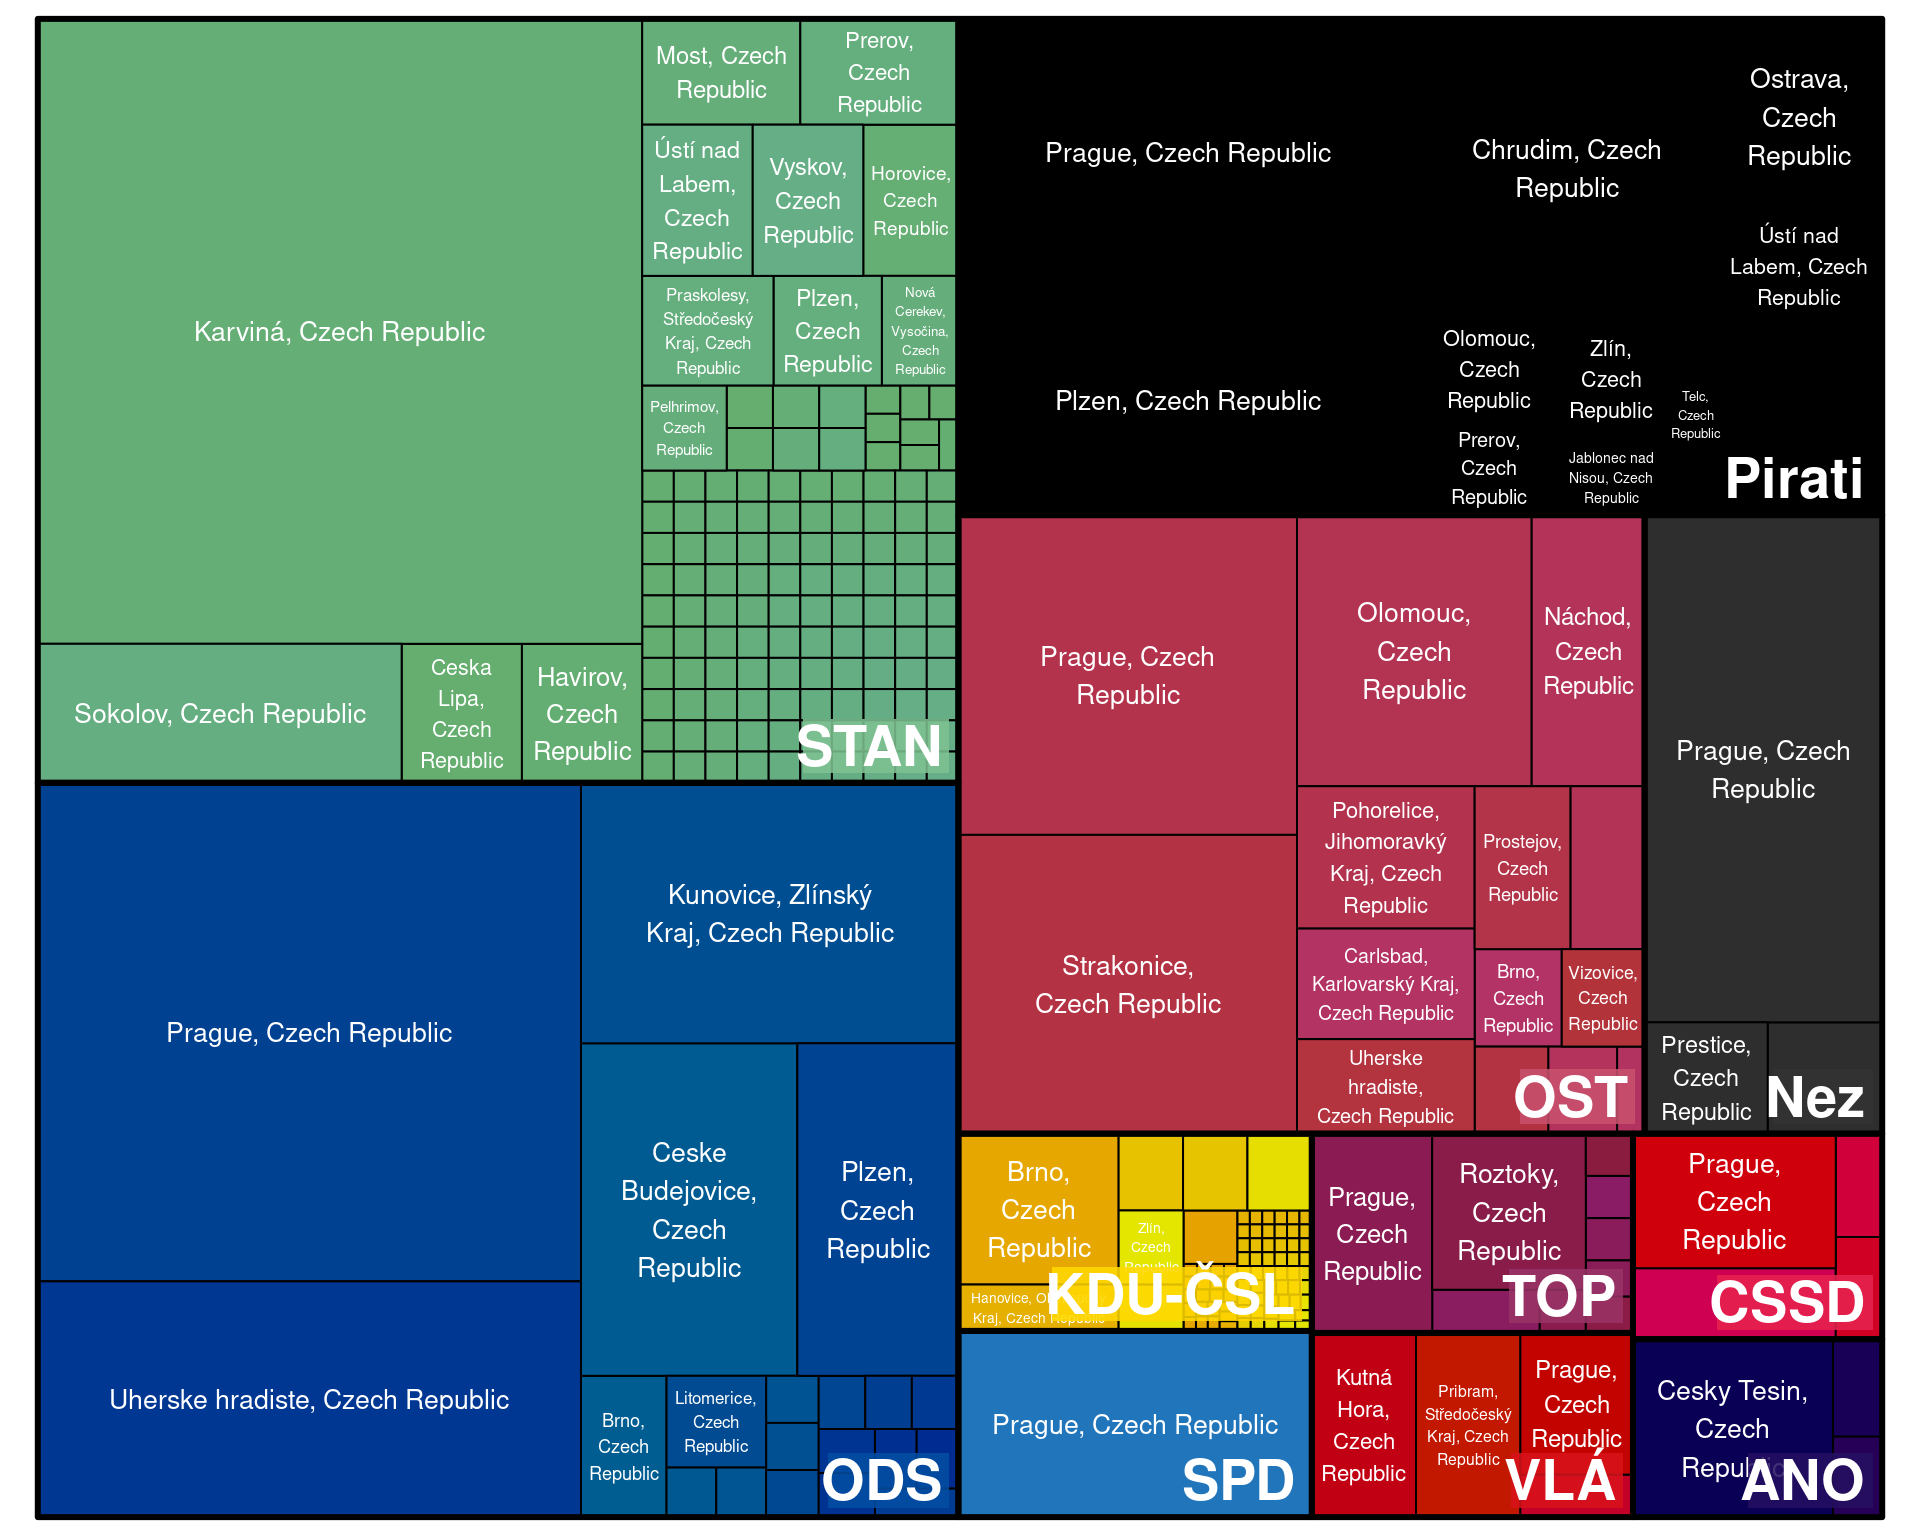 Karviná, Czech Republic
Sokolov, Czech Republic
Ceska
Lipa,
Czech
Republic
Havirov,
Czech
Republic
Most, Czech
Republic
Prerov,
Czech
Republic
Ústí nad
Labem,
Czech
Republic
Vyskov,
Czech
Republic
Horovice,
Czech
Republic
Praskolesy,
Středočeský
Kraj, Czech
Republic
Plzen,
Czech
Republic
Nová
Cerekev,
Vysočina,
Czech
Republic
Pelhrimov,
Czech
Republic
STAN
Prague, Czech Republic
Plzen, Czech Republic
Chrudim, Czech
Republic
Ostrava,
Czech
Republic
Ústí nad
Labem, Czech
Republic
Olomouc,
Czech
Republic
Prerov,
Czech
Republic
Zlín,
Czech
Republic
Jablonec nad
Nisou, Czech
Republic
Telc,
Czech
Republic
Pirati
Prague, Czech Republic
Uherske hradiste, Czech Republic
Kunovice, Zlínský
Kraj, Czech Republic
Ceske
Budejovice,
Czech
Republic
Plzen,
Czech
Republic
Brno,
Czech
Republic
Litomerice,
Czech
Republic
ODS
Prague, Czech
Republic
Strakonice,
Czech Republic
Olomouc,
Czech
Republic
Náchod,
Czech
Republic
Pohorelice,
Jihomoravký
Kraj, Czech
Republic
Prostejov,
Czech
Republic
Carlsbad,
Karlovarský Kraj,
Czech Republic
Brno,
Czech
Republic
Vizovice,
Czech
Republic
Uherske
hradiste,
Czech Republic
OST
Prague, Czech
Republic
Prestice,
Czech
Republic
Nez
Brno,
Czech
Republic
Zlín,
Czech
Republic
Hanovice,
Kraj, Czech Republic
KDU-ČSL
Prague,
Czech
Republic
Roztoky,
Czech
Republic
TOP
Prague,
Czech
Republic
CSSD
Prague, Czech Republic
SPD
Kutná
Hora,
Czech
Republic
Pribram,
Středočeský
Kraj, Czech
Republic
Prague,
Czech
Republic
VLÁ
Cesky Tesin,
Czech
Republic
ANO